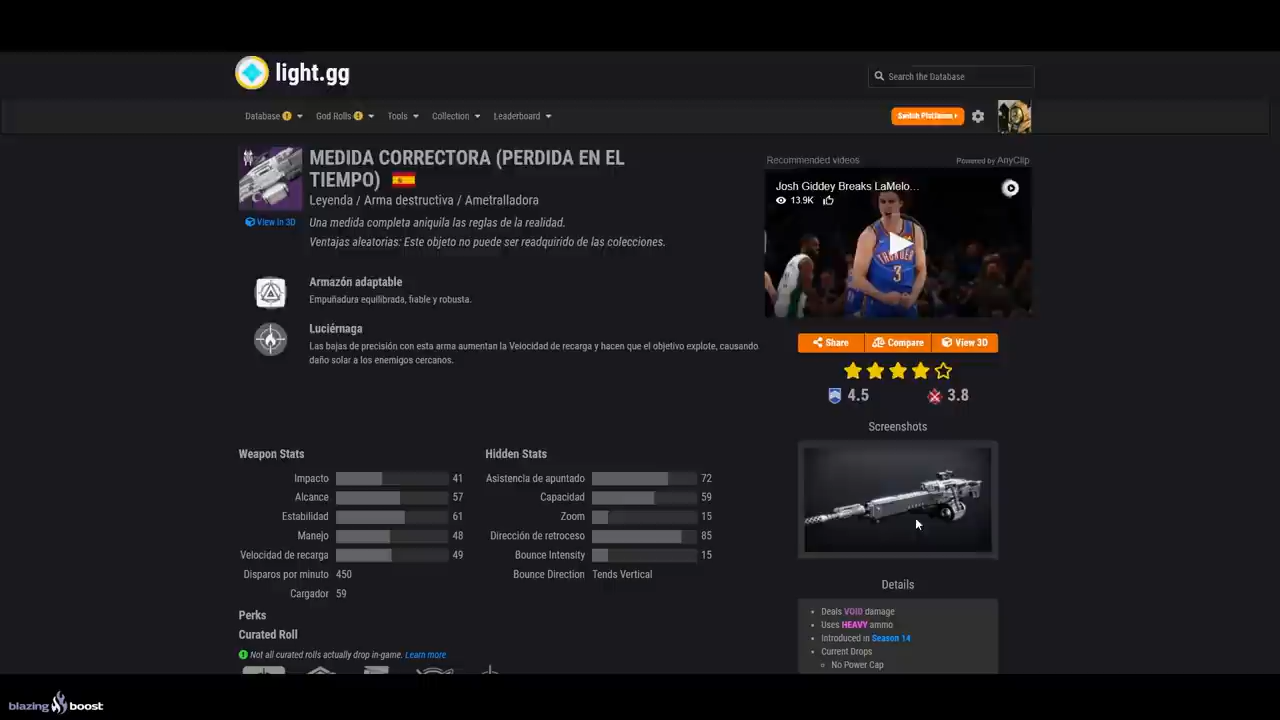 light.gg
Search the Database
Database ! God Rolls ! Tools Collection Leaderboard
Switch Platinum
MEDIDA CORRECTORA (PERDIDA EN EL
TIEMPO)
Leyenda / Arma destructiva / Ametralladora
View in 3D
Una medida completa aniquila las reglas de la realidad.
Ventajas aleatorias: Este objeto no puede ser readquirido de las colecciones.
Armazón adaptable
Empuñadura equilibrada, fiable y robusta.
Luciérnaga
Las bajas de precisión con esta arma aumentan la Velocidad de recarga y hacen que el objetivo explote, causando
daño solar a los enemigos cercanos.
Weapon Stats
Impacto 41
Alcance 57
Estabilidad 61
Manejo 48
Velocidad de recarga 49
Disparos por minuto 450
Cargador 59
Hidden Stats
Asistencia de apuntado 72
Capacidad 59
Zoom 15
Dirección de retroceso 85
Bounce Intensity 15
Bounce Direction Tends Vertical
Perks
Curated Roll
! Not all curated rolls actually drop in-game. Learn more
Recommended videos Powered by AnyClip
Josh Giddey Breaks LaMelo...
13.9K
THUNDER
3
Share Compare View 3D
4.5 3.8
Screenshots
Details
Deals VOID damage
Uses HEAVY ammo
Introduced in Season 14
Current Drops
No Power Cap
blazing boost